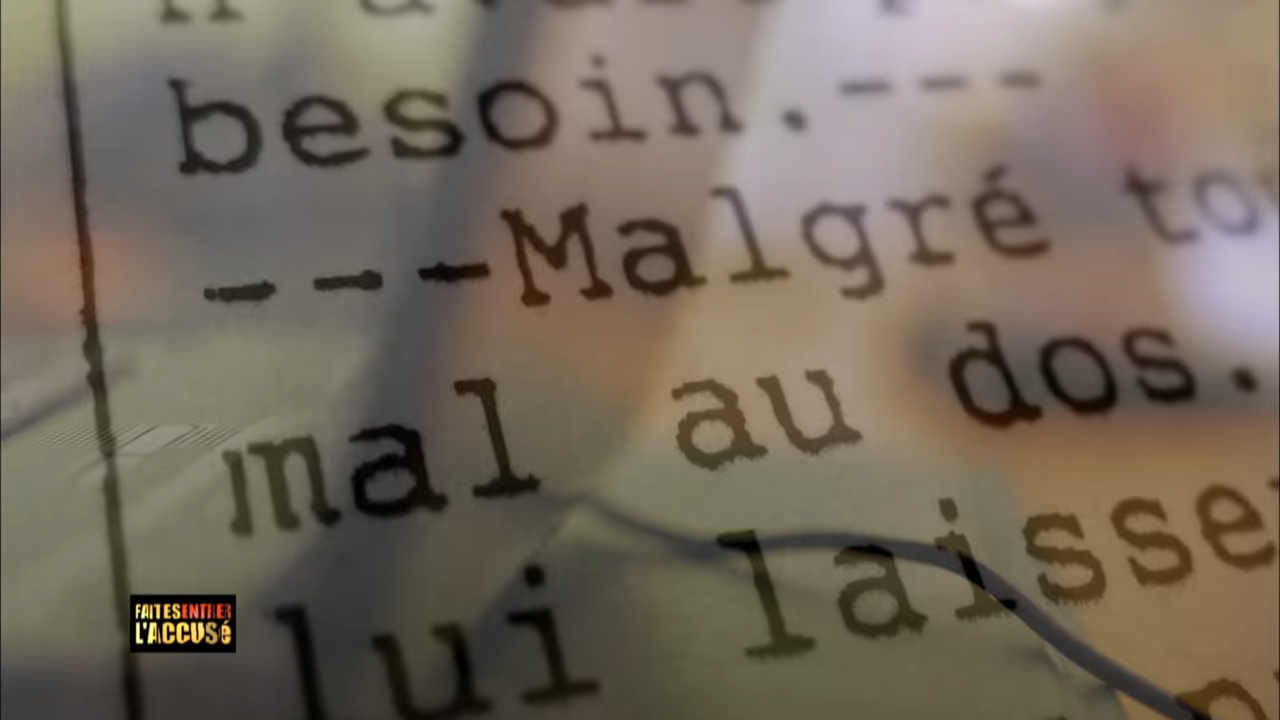 besoin.---
---Malgré
mal au dos.
lui
FAITES ENTRER
L'ACCUSÉ